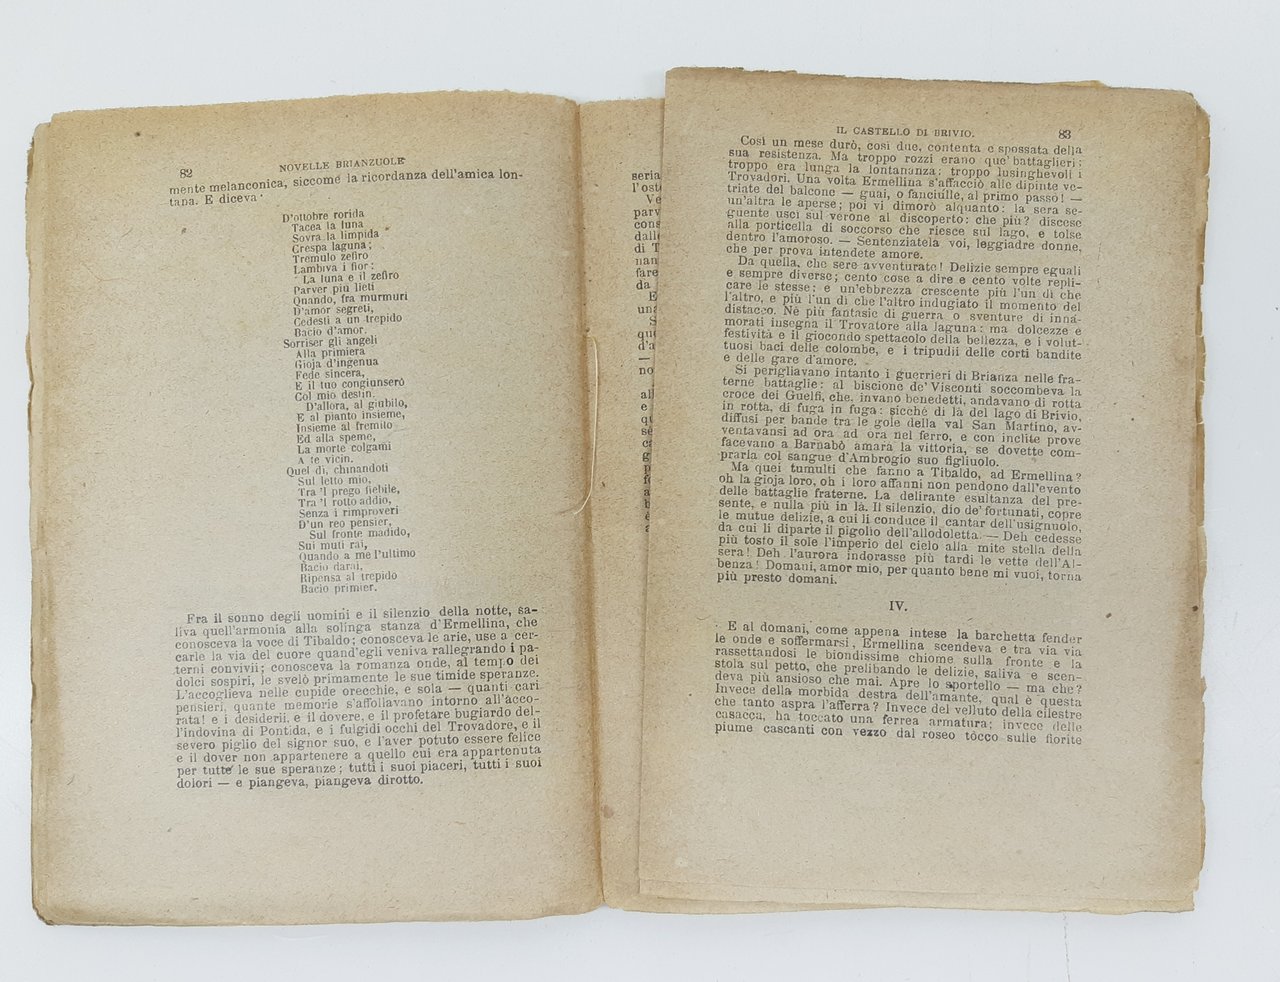 82
NOVELLE BRIANZUOLE
mente melanconica, siccome la ricordanza dell'amica lon-
tana. E diceva
D'ottobre rorida
Tacea la luna
Sovra la limpida
Crespa laguna;
Tremulo zefiro
Lambiva i fior:
La luna e il zefiro
Parver più lieti
Quando, fra murmuri
D'amor segreti,
Cedesti a un trepido
Bacio d'amor.
Sorriser gli angeli
Alla primiera
Gioja d'ingenua
Fede sincera,
E il tuo congiunserò
Col mio destin.
D'allora, al giubilo,
E al pianto insieme,
Insieme al fremito
Ed alla speme,
La morte colgami
A te vicin.
Quel dì, chinandoti
Sul letto mio,
Tra 'l prego flebile,
Tra 'l rotto addio,
Senza i rimproveri
D'un reo pensier,
Sul fronte madido,
Sui muti rai,
Quando a me l'ultimo
Bacio darai,
Ripensa al trepido
Bacio primier.
Fra il sonno degli uomini e il silenzio della notte, sa-
liva quell'armonia alla solinga stanza d'Ermellina, che
conosceva la voce di Tibaldo; conosceva le arie, use a cer-
carle la via del cuore quand'egli veniva rallegrando i pa-
terni convivii; conosceva la romanza onde, al tempo dei
dolci sospiri, le svelò primamente le sue timide speranze.
L'accoglieva nelle cupide orecchie, e sola — quanti cari
pensieri, quante memorie s'affollavano intorno all'acco-
rata! e i desiderii, e il dovere, e il profetare bugiardo del-
l'indovina di Pontida, e i fulgidi occhi del Trovadore, e il
severo piglio del signor suo, e l'aver potuto essere felice
e il dover non appartenere a quello cui era appartenuta
per tutte le sue speranze; tutti i suoi piaceri, tutti i suoi
dolori — e piangeva, piangeva dirotto.
seria
l'oste
Ve
parv
cons
dalle
di T
nan
fare
da
E
una
S
que
d'a
—
no
all
e
IL CASTELLO DI BRIVIO.
83
Così un mese durò, così due, contenta e spossata della
sua resistenza. Ma troppo rozzi erano que' battaglieri;
troppo era lunga la lontananza; troppo lusinghevoli i
Trovadori. Una volta Ermellina s'affacciò alle dipinte ve-
triate del balcone — guai, o fanciulle, al primo passo! —
un'altra le aperse; poi vi dimorò alquanto: la sera se-
guente uscì sul verone al discoperto: che più? discese
alla porticella di soccorso che riesce sul lago, e tolse
dentro l'amoroso. — Sentenziatela voi, leggiadre donne,
che per prova intendete amore.
Da quella, che sere avventurate! Delizie sempre eguali
e sempre diverse; cento cose a dire e cento volte repli-
care le stesse; e un'ebbrezza crescente più l'un dì che
l'altro, e più l'un dì che l'altro indugiato il momento del
distacco. Nè più fantasie di guerra o sventure di inna-
morati insegna il Trovatore alla laguna: ma dolcezze e
festività e il giocondo spettacolo della bellezza, e i volut-
tuosi baci delle colombe, e i tripudii delle corti bandite
e delle gare d'amore.
Si perigliavano intanto i guerrieri di Brianza nelle fra-
terne battaglie: al biscione de' Visconti soccombeva la
croce dei Guelfi, che, invano benedetti, andavano di rotta
in rotta, di fuga in fuga: sicchè di là del lago di Brivio,
diffusi per bande tra le gole della val San Martino, av-
ventavansi ad ora ad ora nel ferro, e con inclite prove
facevano a Barnabò amara la vittoria, se dovette com-
prarla col sangue d'Ambrogio suo figliuolo.
Ma quei tumulti che fanno a Tibaldo, ad Ermellina?
oh la gioja loro, oh i loro affanni non pendono dall'evento
delle battaglie fraterne. La delirante esultanza del pre-
sente, e nulla più in là. Il silenzio, dio de' fortunati, copre
le mutue delizie, a cui li conduce il cantar dell'usignuolo,
da cui li diparte il pigolìo dell'allodoletta. — Deh cedesse
più tosto il sole l'imperio del cielo alla mite stella della
sera! Deh l'aurora indorasse più tardi le vette dell'Al-
benza! Domani, amor mio, per quanto bene mi vuoi, torna
più presto domani.
IV.
E al domani, come appena intese la barchetta fender
le onde e soffermarsi, Ermellina scendeva e tra via via
rassettandosi le biondissime chiome sulla fronte e la
stola sul petto, che prelibando le delizie, saliva e scen-
deva più ansioso che mai. Apre lo sportello — ma che?
Invece della morbida destra dell'amante, qual è questa
che tanto aspra l'afferra? Invece del velluto della cilestre
casacca, ha toccato una ferrea armatura; invece delle
piume cascanti con vezzo dal roseo tòcco sulle fiorite